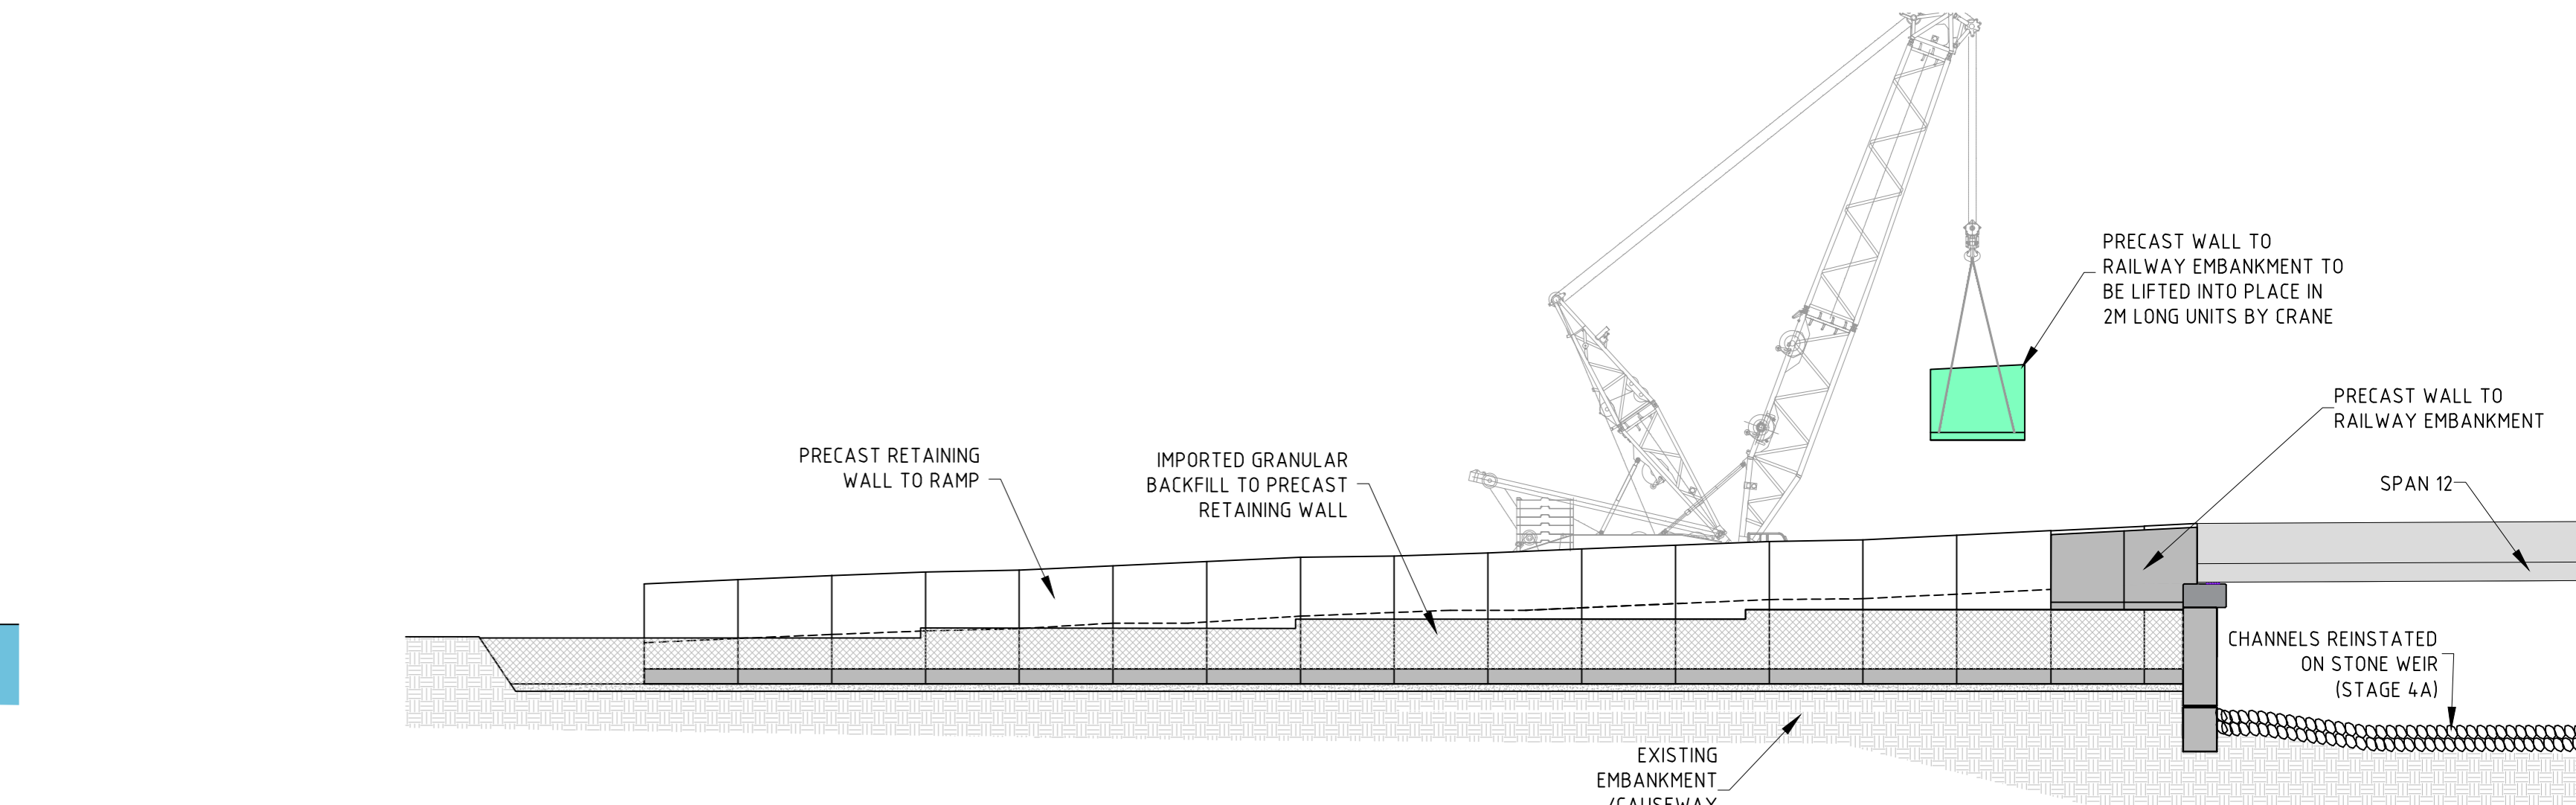 PRECAST WALL TO
RAILWAY EMBANKMENT TO
BE LIFTED INTO PLACE IN
2M LONG UNITS BY CRANE
PRECAST WALL TO
RAILWAY EMBANKMENT
PRECAST RETAINING
WALL TO RAMP
IMPORTED GRANULAR
BACKFILL TO PRECAST
RETAINING WALL
SPAN 12
CHANNELS REINSTATED
ON STONE WEIR
(STAGE 4A)
EXISTING
EMBANKMENT
/CAUSEWAY